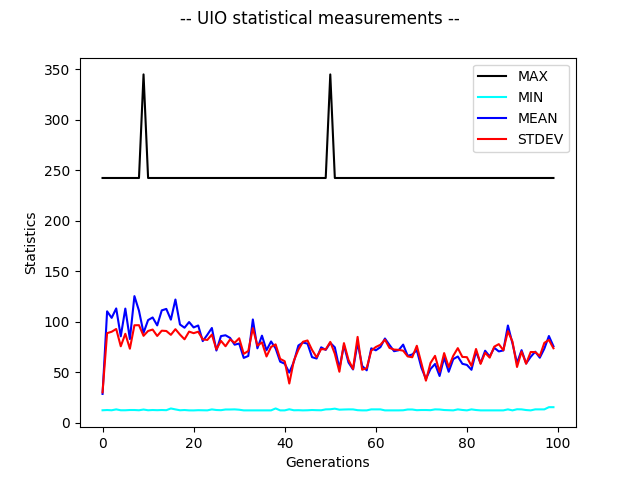 -- UIO statistical measurements --
350
300
250
200
150
100
50
0
Statistics
MAX
MIN
MEAN
STDEV
0 20 40 60 80 100
Generations